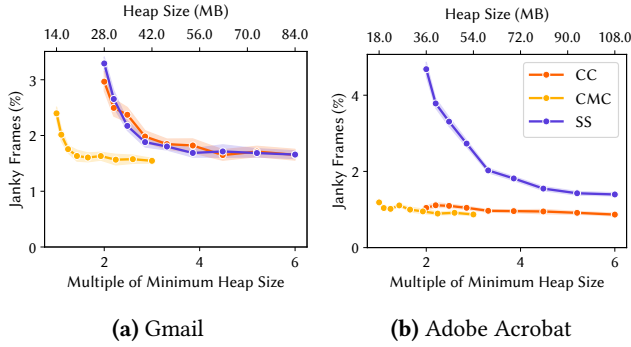 Heap Size (MB)
14.0 28.0 42.0 56.0 70.0 84.0
Janky Frames (%)
3
2
1
0
2 4 6
Multiple of Minimum Heap Size
(a) Gmail
Heap Size (MB)
18.0 36.0 54.0 72.0 90.0 108.0
Janky Frames (%)
4
2
0
CC
CMC
SS
2 4 6
Multiple of Minimum Heap Size
(b) Adobe Acrobat